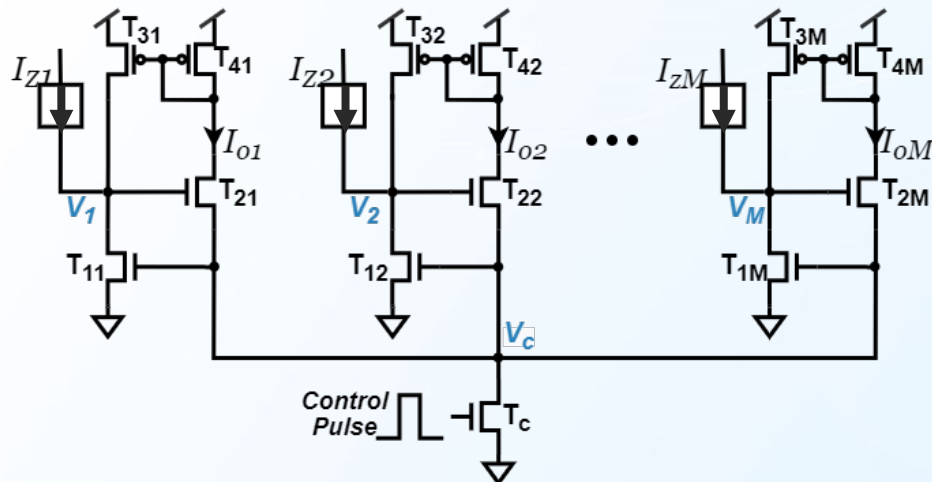 T31 T41 T32 T42 T3M T4M
IZ1 IZ2 IzM
Io1 Io2 ••• IoM
T21 T22 T2M
V1 V2 VM
T11 T12 T1M
Vc
Control
Pulse
Tc